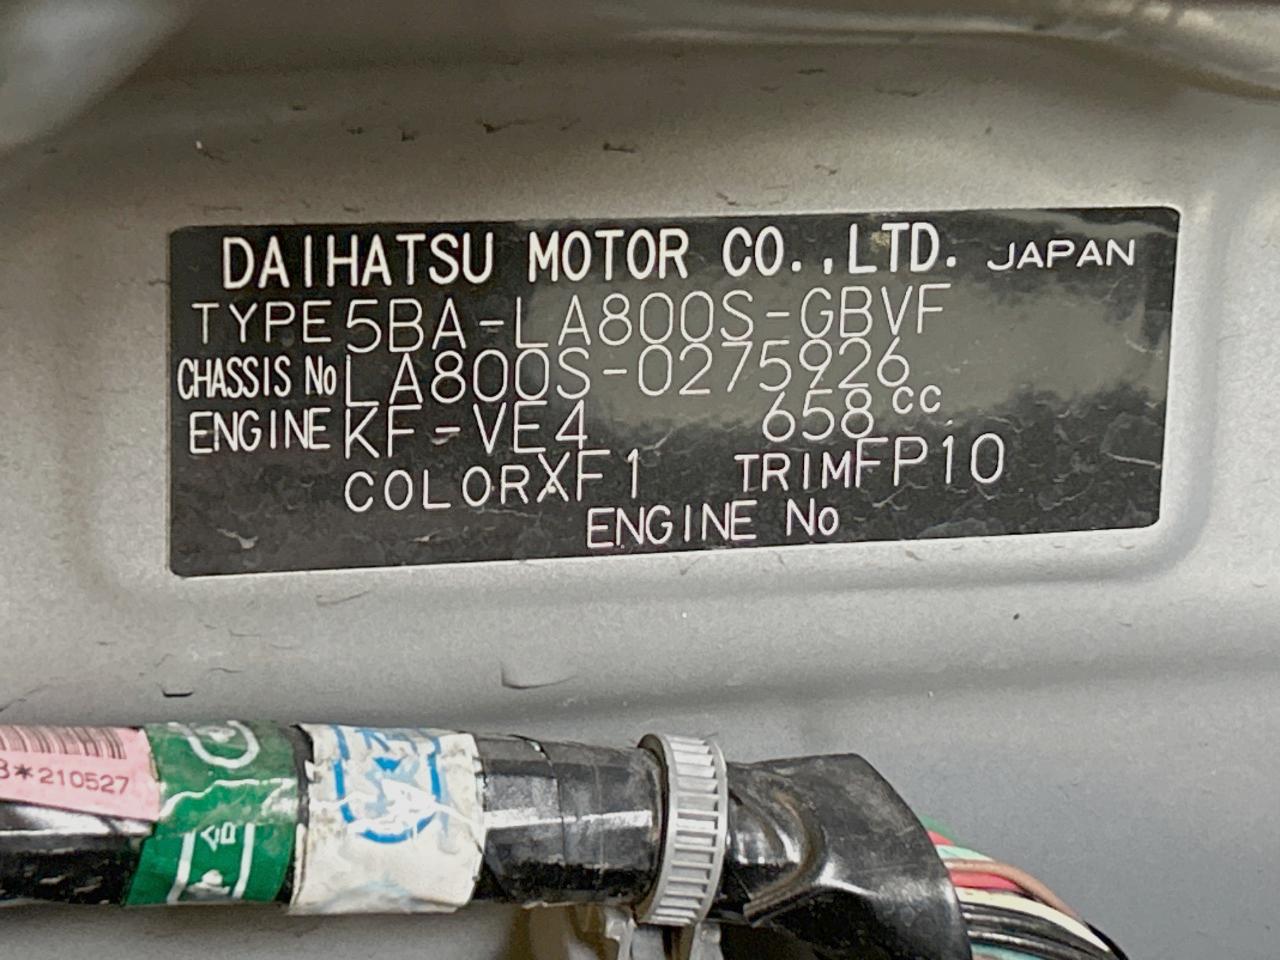 DAIHATSU MOTOR CO.,LTD. JAPAN
TYPE 5BA-LA800S-GBVF
CHASSIS No LA800S-0275926
ENGINE KF-VE4 658cc
COLOR XF1 TRIM FP10
ENGINE No
*210527